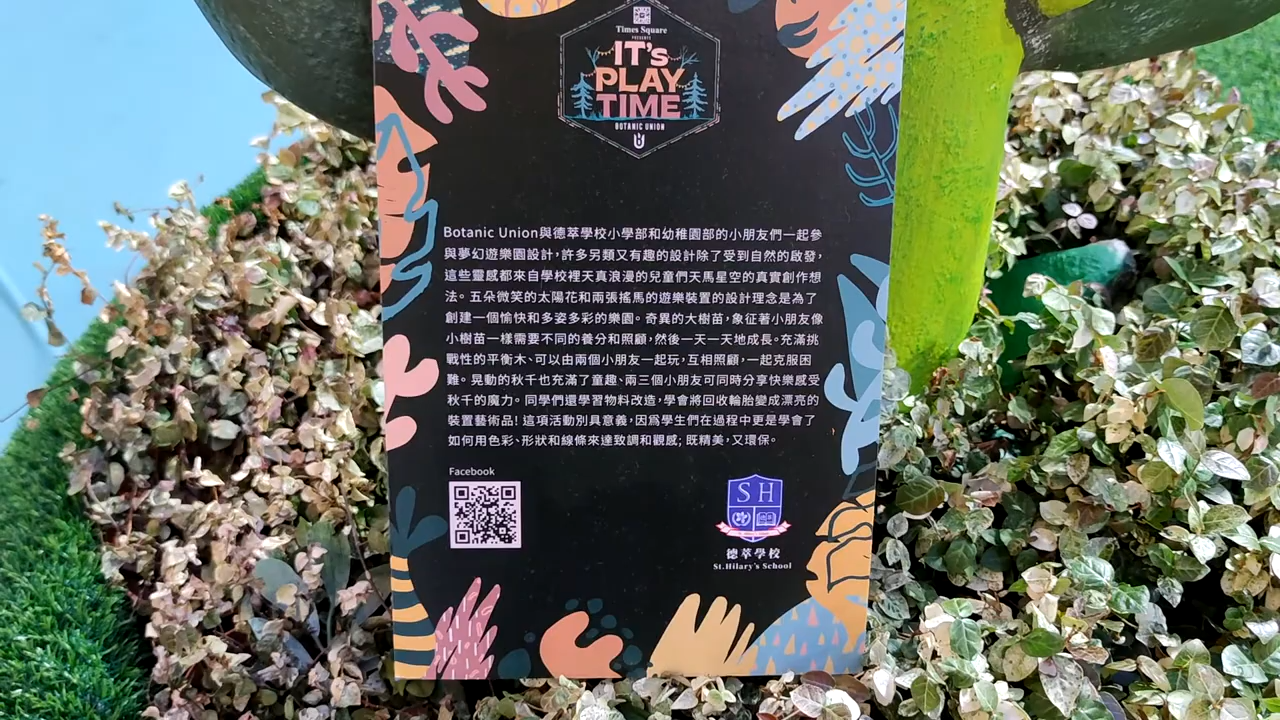 Times Square
PRESENTS
IT's
PLAY
TIME
BOTANIC UNION
Botanic Union與德萃學校小學部和幼稚園部的小朋友們一起參
與夢幻遊樂園設計，許多另類又有趣的設計除了受到自然的啟發，
這些靈感都來自學校裡天真浪漫的兒童們天馬星空的真實創作想
法。五朵微笑的太陽花和兩張搖馬的遊樂裝置的設計理念是為了
創建一個愉快和多姿多彩的樂園。奇異的大樹苗，象征著小朋友像
小樹苗一樣需要不同的養分和照顧，然後一天一天地成長。充滿挑
戰性的平衡木、可以由兩個小朋友一起玩，互相照顧，一起克服困
難。晃動的秋千也充滿了童趣、兩三個小朋友可同時分享快樂感受
秋千的魔力。同學們還學習物料改造，學會將回收輪胎變成漂亮的
裝置藝術品！這項活動別具意義，因爲學生們在過程中更是學會了
如何用色彩、形狀和線條來達致調和觀感；既精美，又環保。
Facebook
SH
德萃學校
St.Hilary's School